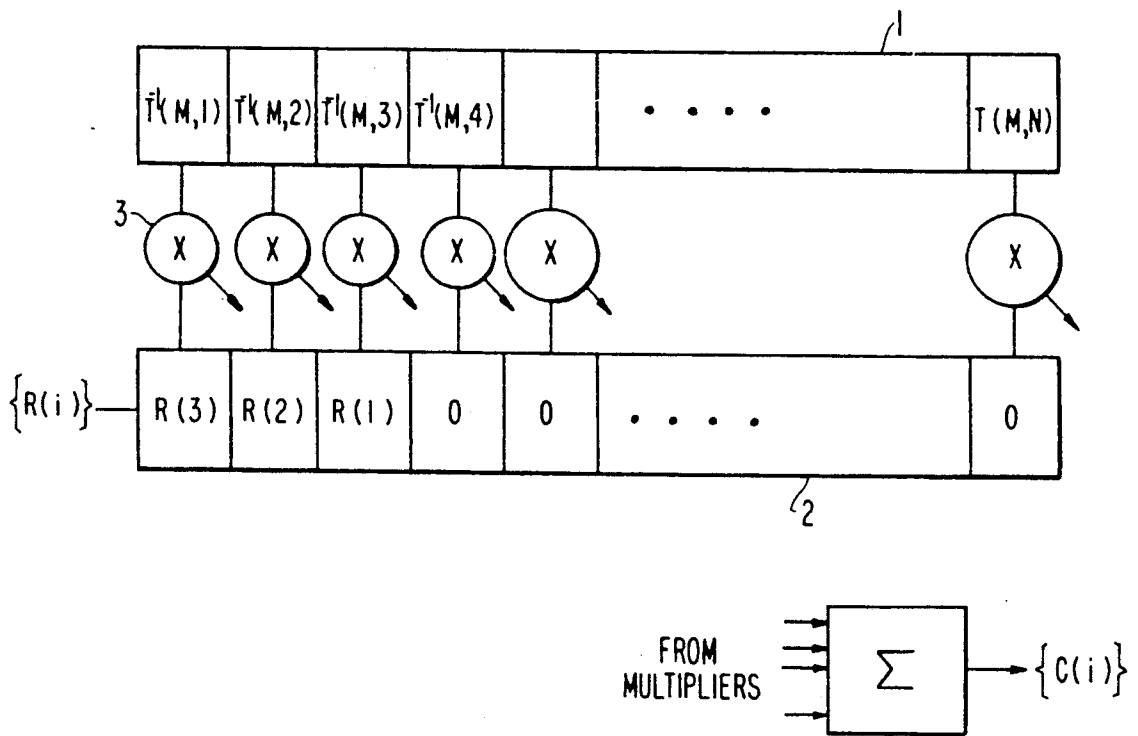 1
T⁻¹(M,1) T⁻¹(M,2) T⁻¹(M,3) T⁻¹(M,4) • • • • T(M,N)
3 X X X X X X
{R(i)} R(3) R(2) R(1) 0 0 • • • • 0
2
FROM
MULTIPLIERS
Σ {C(i)}